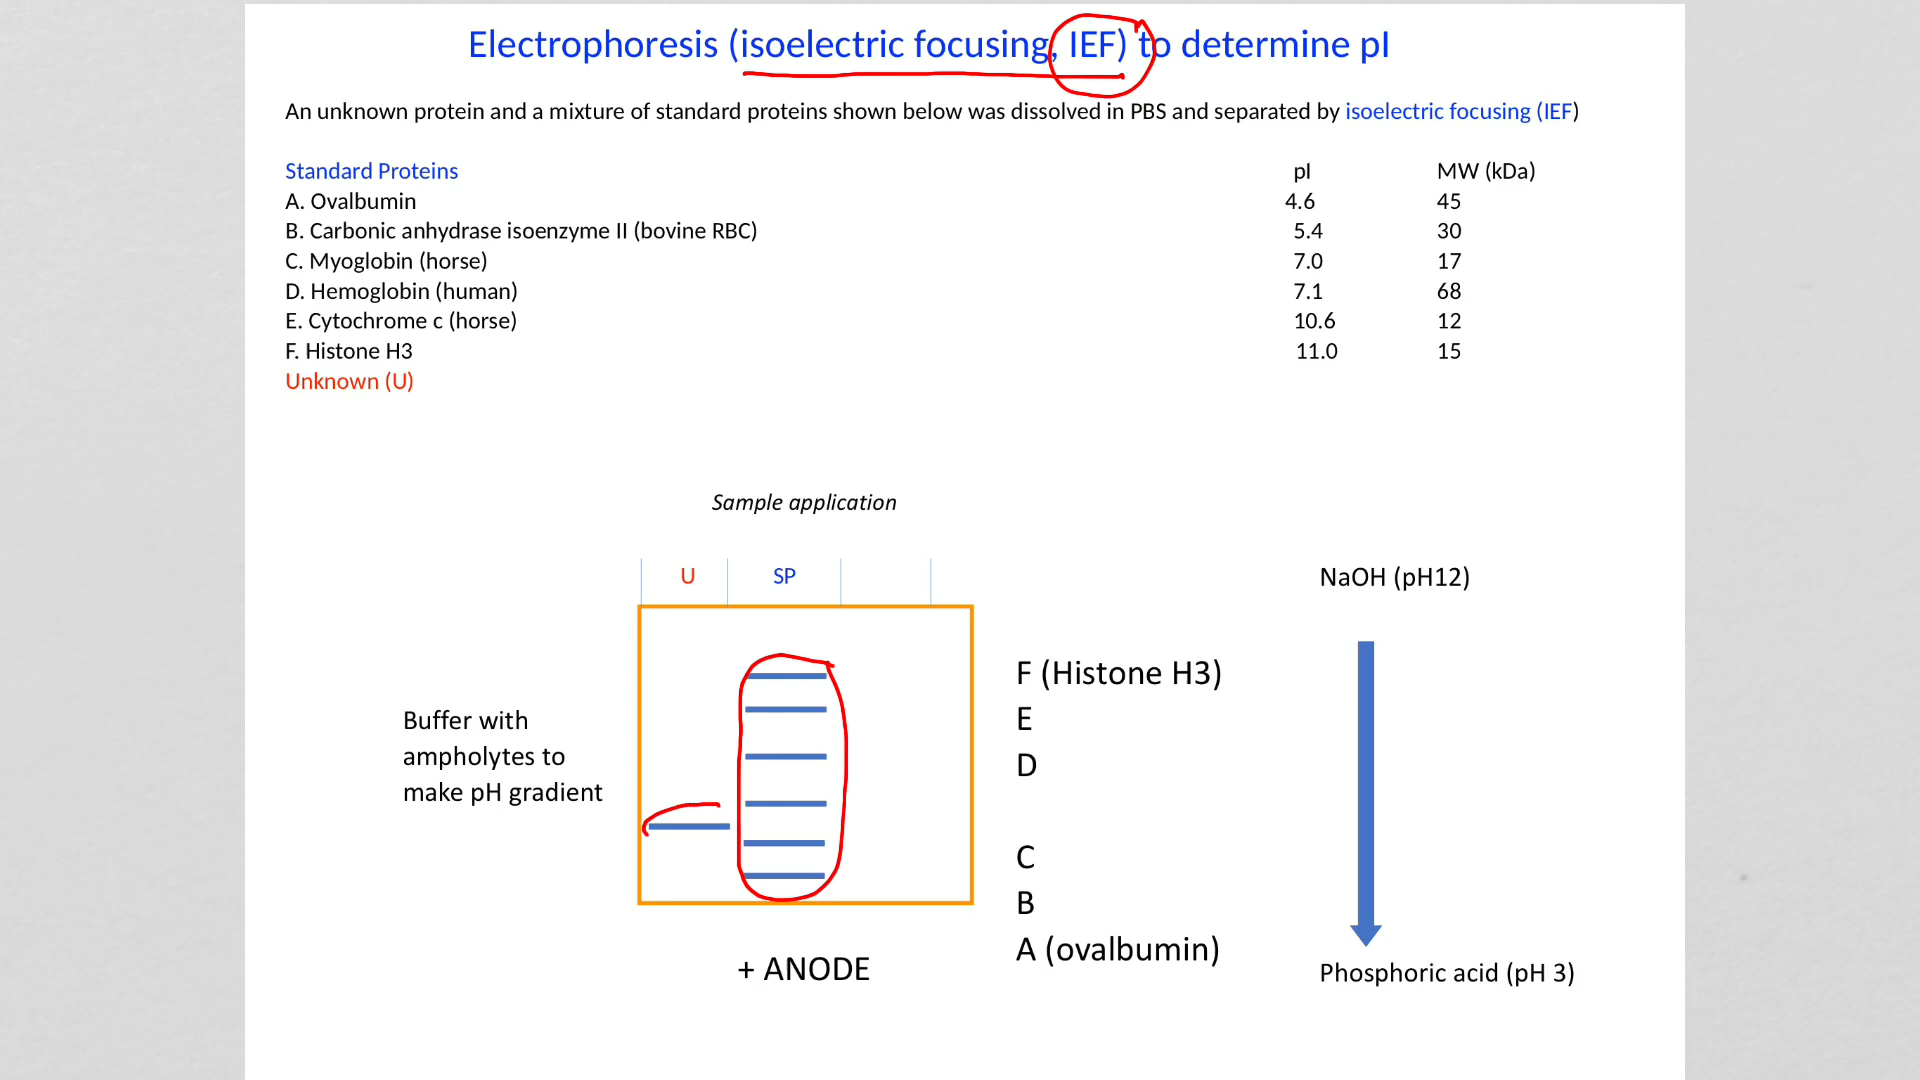 Electrophoresis (isoelectric focusing, IEF) to determine pI
An unknown protein and a mixture of standard proteins shown below was dissolved in PBS and separated by isoelectric focusing (IEF)
Standard Proteins pI MW (kDa)
A. Ovalbumin 4.6 45
B. Carbonic anhydrase isoenzyme II (bovine RBC) 5.4 30
C. Myoglobin (horse) 7.0 17
D. Hemoglobin (human) 7.1 68
E. Cytochrome c (horse) 10.6 12
F. Histone H3 11.0 15
Unknown (U)
Sample application
U SP
NaOH (pH12)
F (Histone H3)
E
D
C
B
A (ovalbumin)
Buffer with
ampholytes to
make pH gradient
+ ANODE
Phosphoric acid (pH 3)